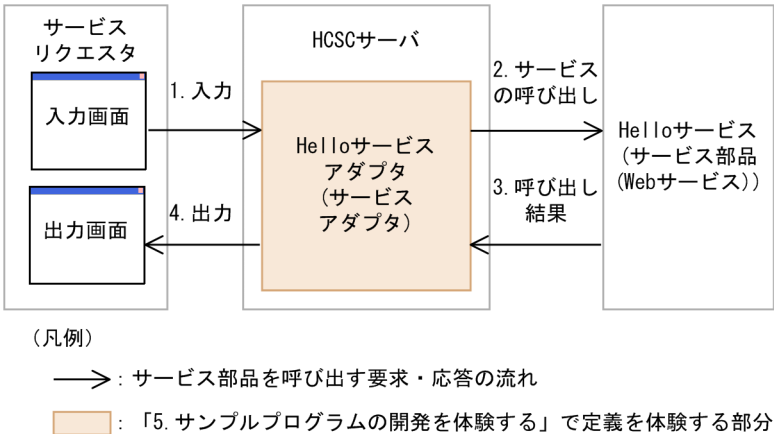 サービス
リクエスタ
入力画面
出力画面
1.入力
4.出力
HCSCサーバ
Helloサービス
アダプタ
(サービス
アダプタ)
2.サービス
の呼び出し
3.呼び出し
結果
Helloサービス
(サービス部品
(Webサービス))
(凡例)
:サービス部品を呼び出す要求・応答の流れ
:「5.サンプルプログラムの開発を体験する」で定義を体験する部分